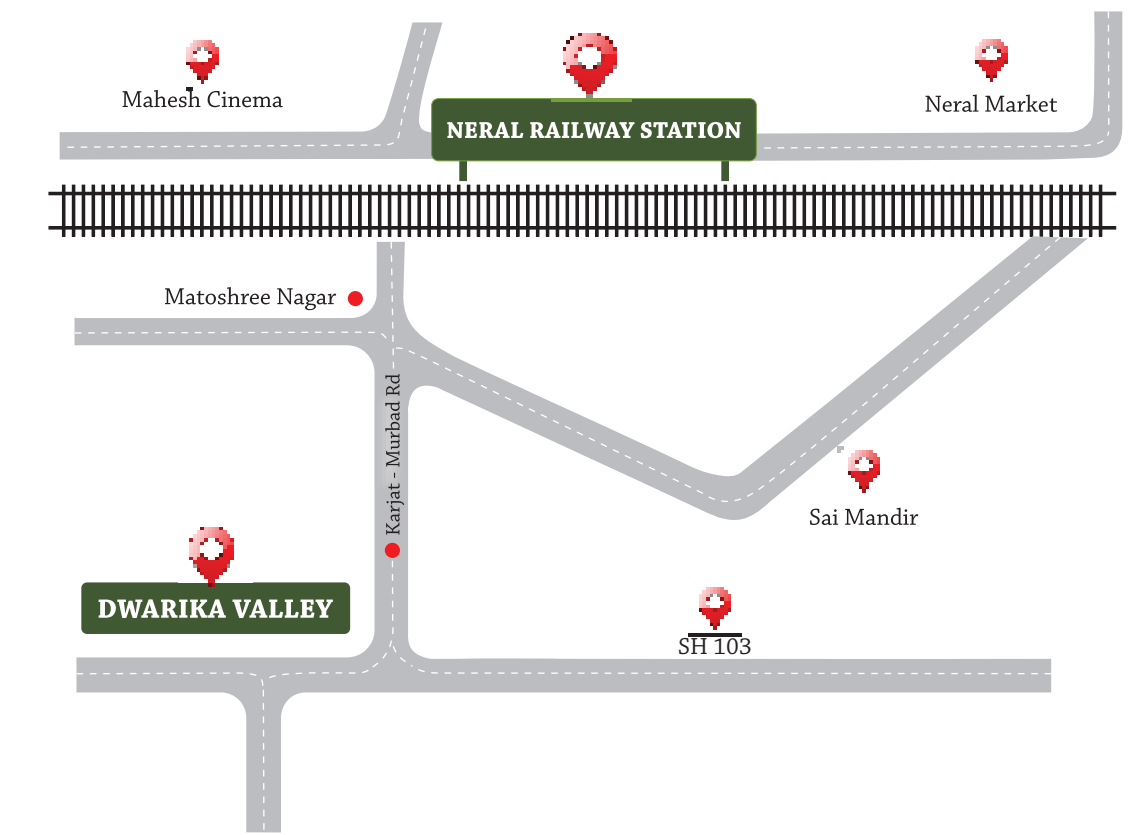 Mahesh Cinema
NERAL RAILWAY STATION
Neral Market
Matoshree Nagar
Karjat - Murbad Rd
Sai Mandir
DWARIKA VALLEY
SH 103